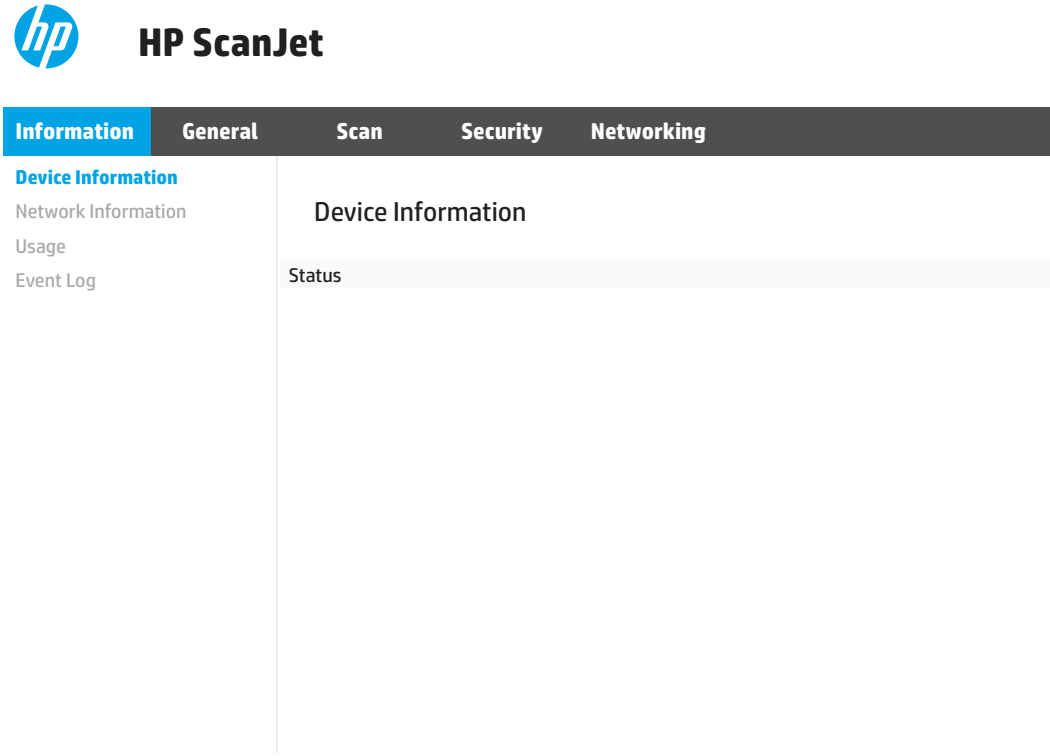 hp
HP ScanJet
Information General Scan Security Networking
Device Information
Network Information
Usage
Event Log
Device Information
Status